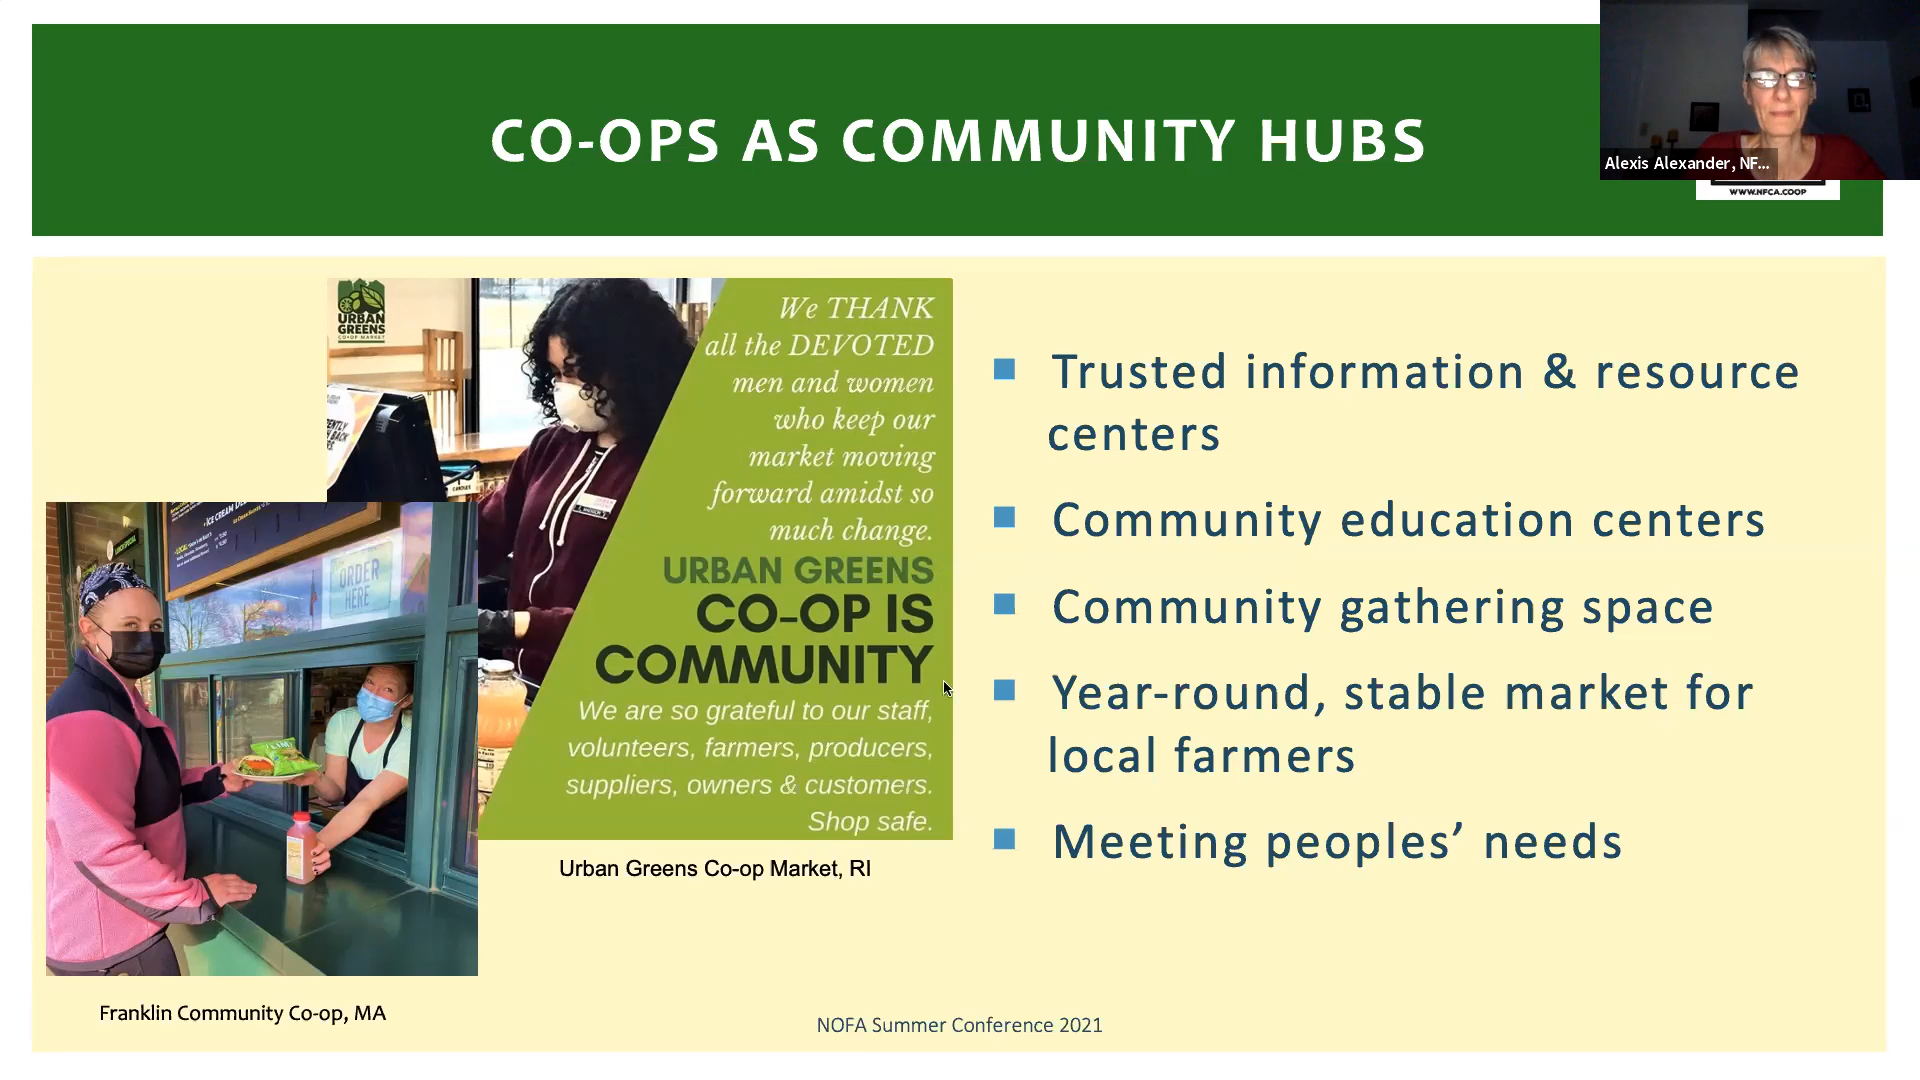 CO-OPS AS COMMUNITY HUBS
Alexis Alexander, NF...
WWW.NFCA.COOP
URBAN
GREENS
CO-OP MARKET
We THANK
all the DEVOTED
men and women
who keep our
market moving
forward amidst so
much change.
URBAN GREENS
CO-OP IS
COMMUNITY
We are so grateful to our staff,
volunteers, farmers, producers,
suppliers, owners & customers.
Shop safe.
Urban Greens Co-op Market, RI
ORDER
HERE
Franklin Community Co-op, MA
Trusted information & resource
centers
Community education centers
Community gathering space
Year-round, stable market for
local farmers
Meeting peoples’ needs
NOFA Summer Conference 2021